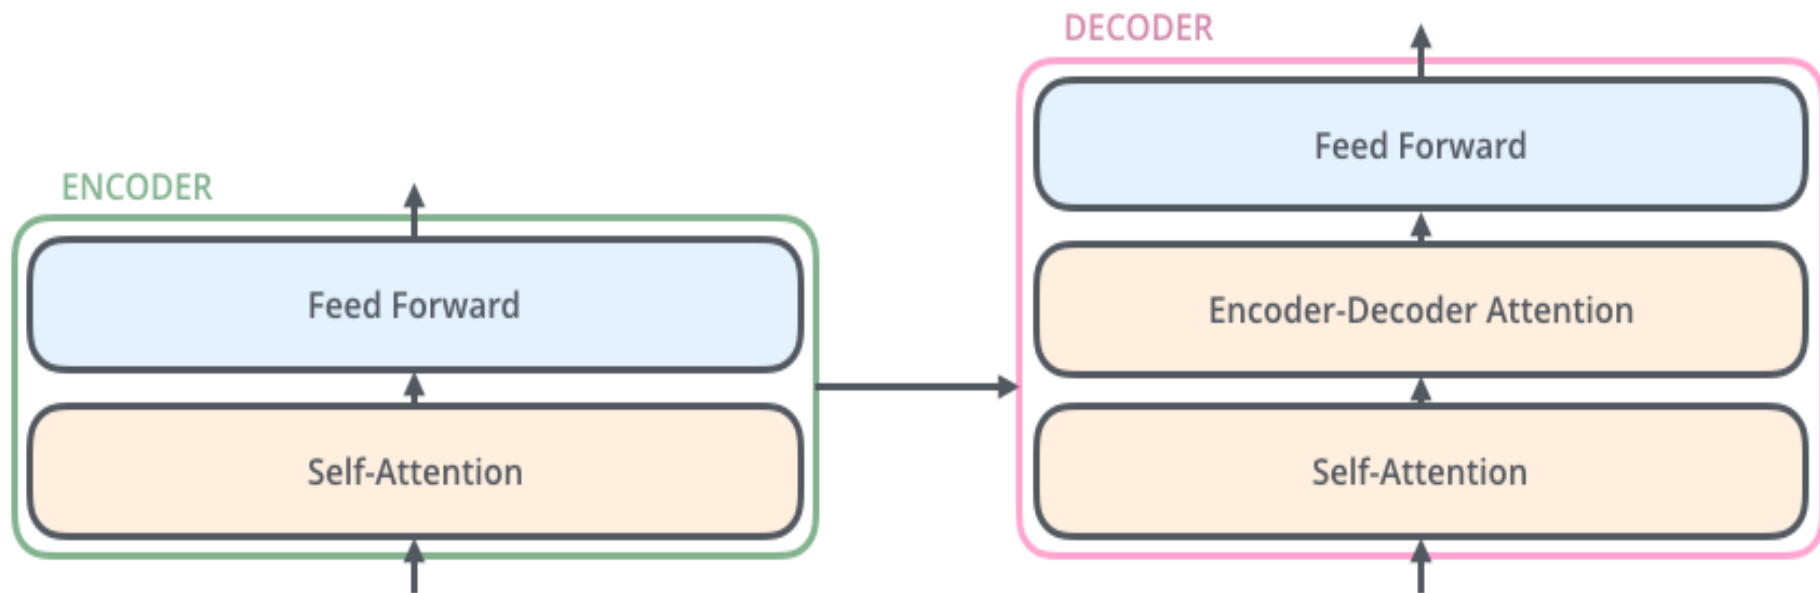 ENCODER
Feed Forward
Self-Attention
DECODER
Feed Forward
Encoder-Decoder Attention
Self-Attention